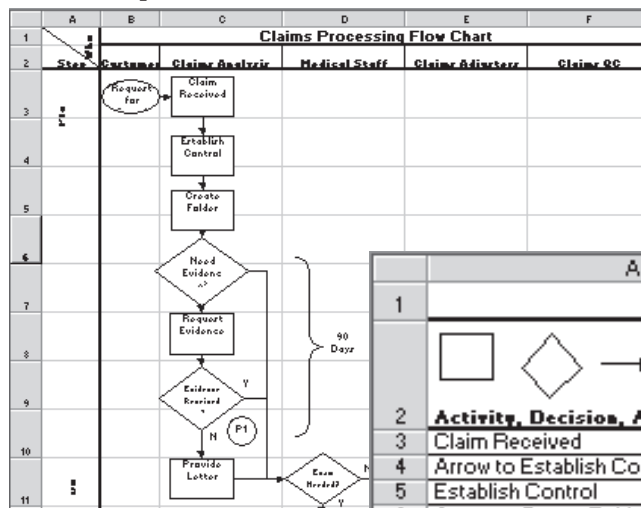 A B C D E F
1 Who Claims Processing Flow Chart
2 Step Customer Claims Analysis Medical Staff Claims Adjusters Claims QC
Request
for
Claim
Received
3
Establish
Control
4
Create
Folder
5
6
Need
Evidenc
e?
7
Request
Evidence
8
90
Days
Evidence
Received
?
Y
9
N
P1
10
Provide
Letter
Exam
Needed?
N
Y
11
A
1
2 Activity, Decision, A
3 Claim Received
4 Arrow to Establish Co
5 Establish Control